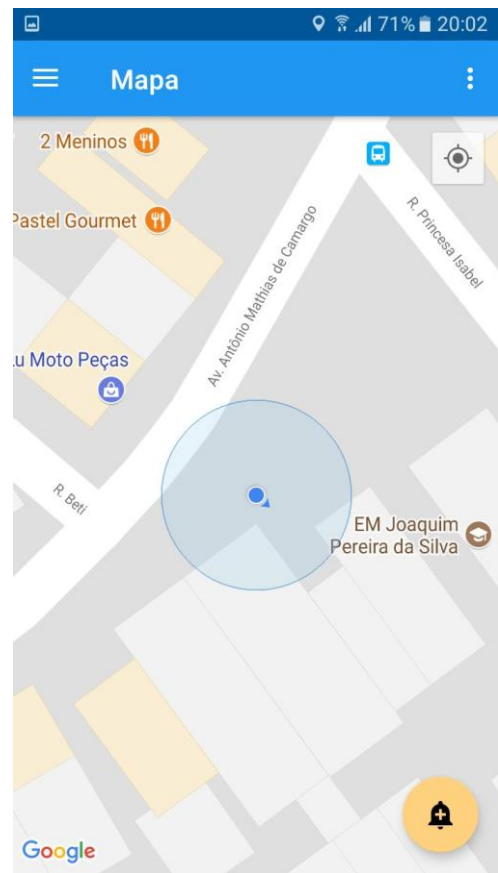 71% 20:02
Mapa
2 Meninos
Pastel Gourmet
R. Princesa Isabel
Av. Antônio Mathias de Camargo
Lu Moto Peças
R. Beti
EM Joaquim
Pereira da Silva
Google